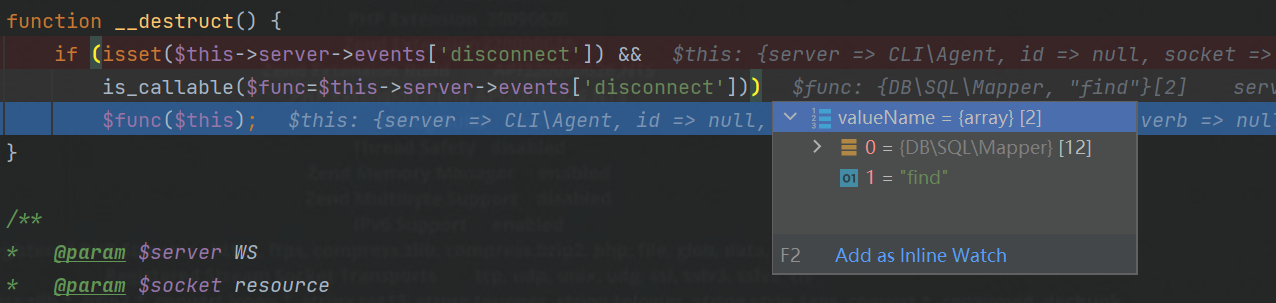 function __destruct() {
if (isset($this->server->events['disconnect']) && $this: {server => CLI\Agent, id => null, socket =>
is_callable($func=$this->server->events['disconnect'])) $func: {DB\SQL\Mapper, "find"}[2] serv
$func($this); $this: {server => CLI\Agent, id => null, verb => nul
valueName = {array} [2]
}
0 = {DB\SQL\Mapper} [12]
01 1 = "find"
/**
* @param $server WS
F2 Add as Inline Watch
* @param $socket resource